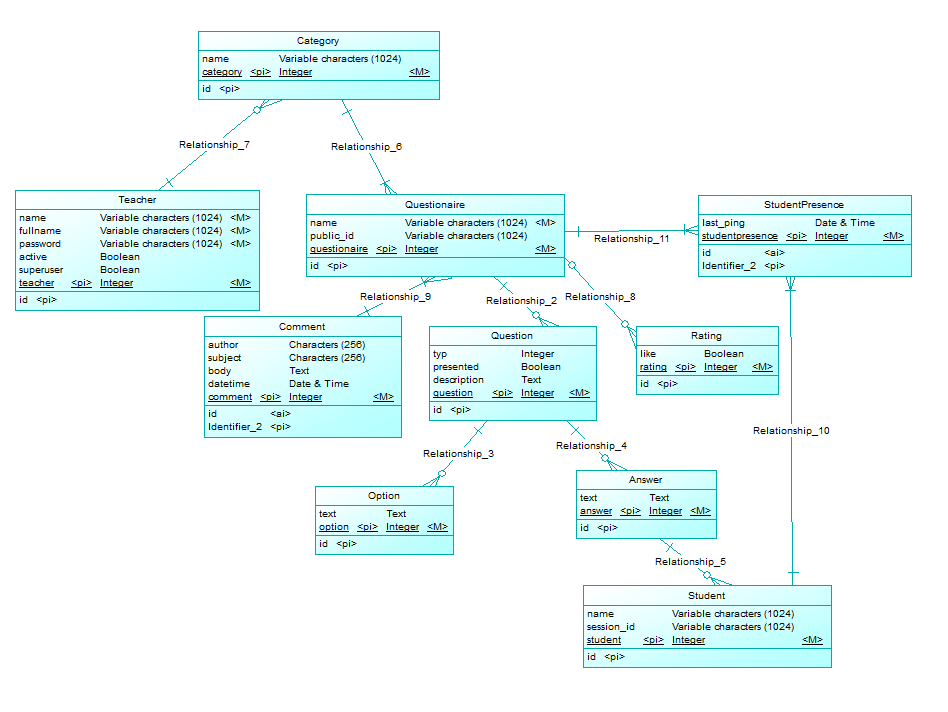 Category
name Variable characters (1024)
category <pi> Integer <M>
id <pi>
Relationship_7
Relationship_6
Teacher
name Variable characters (1024) <M>
fullname Variable characters (1024) <M>
password Variable characters (1024) <M>
active Boolean
superuser Boolean
teacher <pi> Integer <M>
id <pi>
Questionaire
name Variable characters (1024) <M>
public_id Variable characters (1024)
questionaire <pi> Integer <M>
id <pi>
Relationship_11
StudentPresence
last_ping Date & Time
studentpresence <pi> Integer <M>
id <ai>
Identifier_2 <pi>
Relationship_9
Relationship_2
Relationship_8
Comment
author Characters (256)
subject Characters (256)
body Text
datetime Date & Time
comment <pi> Integer <M>
id <ai>
Identifier_2 <pi>
Question
typ Integer
presented Boolean
description Text
question <pi> Integer <M>
id <pi>
Rating
like Boolean
rating <pi> Integer <M>
id <pi>
Relationship_10
Relationship_3
Relationship_4
Option
text Text
option <pi> Integer <M>
id <pi>
Answer
text Text
answer <pi> Integer <M>
id <pi>
Relationship_5
Student
name Variable characters (1024)
session_id Variable characters (1024)
student <pi> Integer <M>
id <pi>